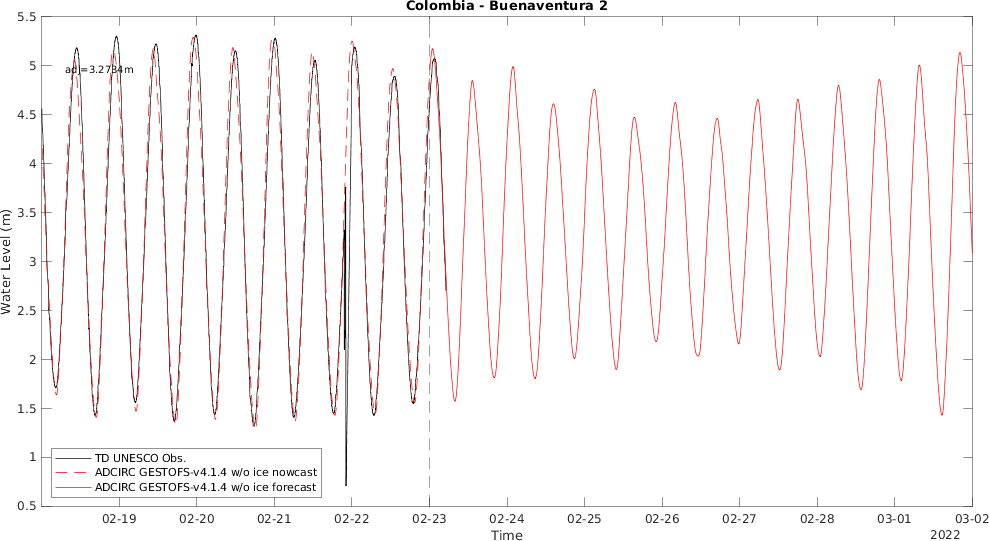 Colombia - Buenaventura 2
5.5
5
4.5
4
3.5
3
2.5
2
1.5
1
0.5
Water Level (m)
adj=3.2734m
TD UNESCO Obs.
ADCIRC GESTOFS-v4.1.4 w/o ice nowcast
ADCIRC GESTOFS-v4.1.4 w/o ice forecast
02-19 02-20 02-21 02-22 02-23 02-24 02-25 02-26 02-27 02-28 03-01 03-02
Time
2022